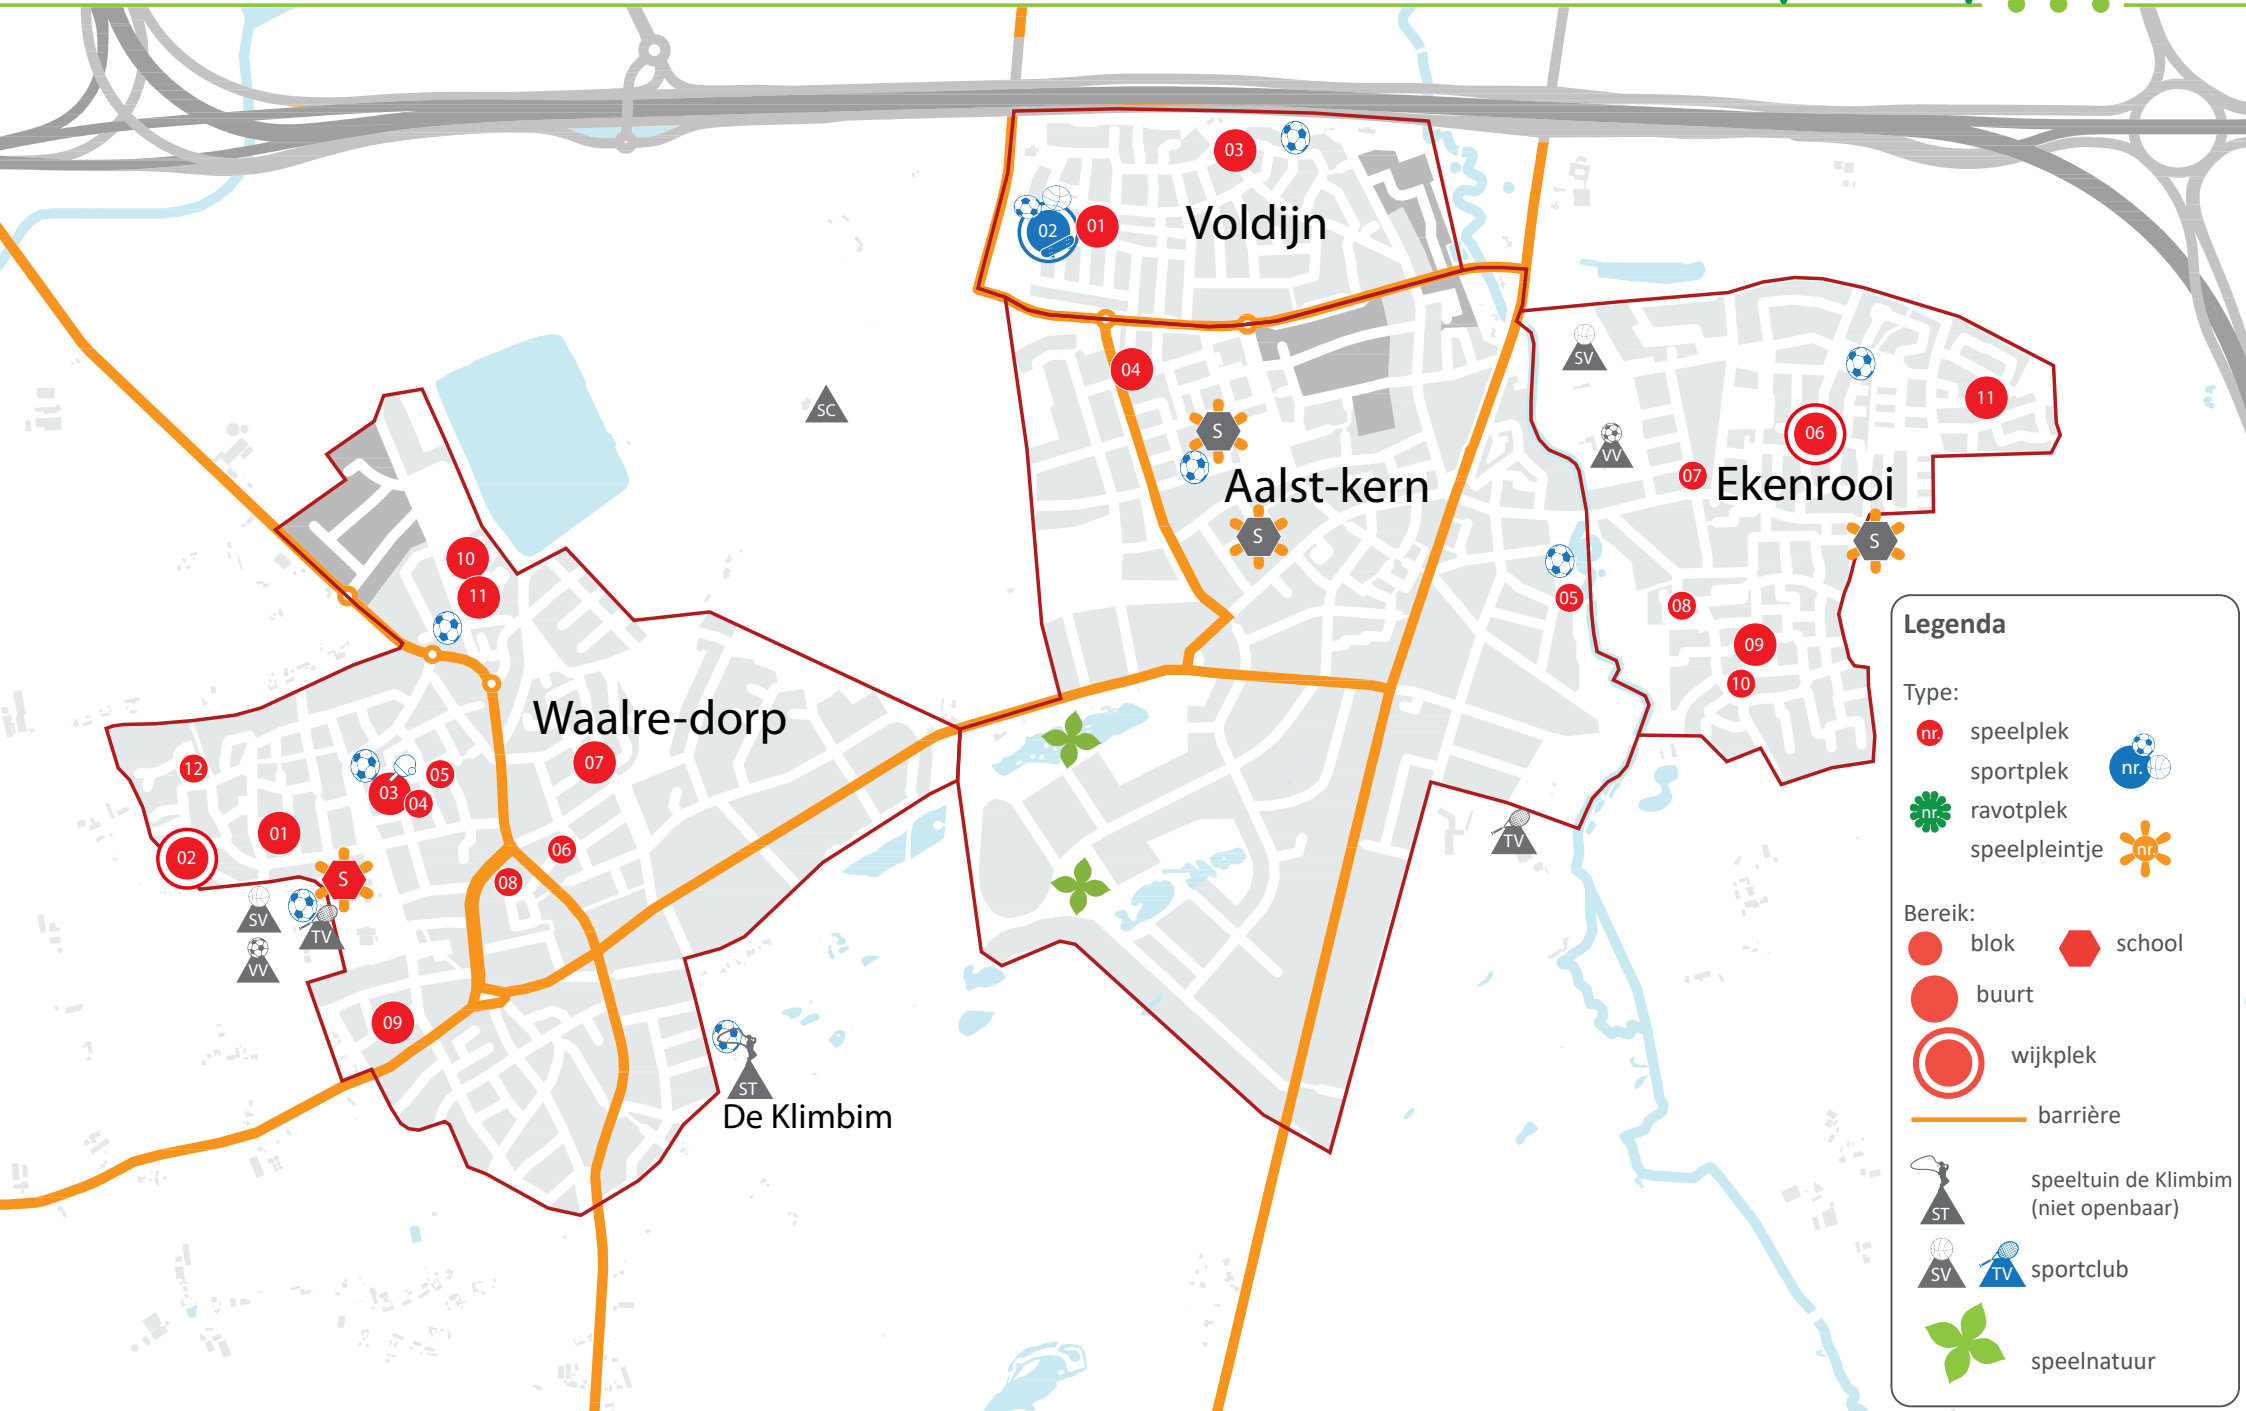 03
02
01
Voldijn
04
SV
SC
11
S
06
VV
07
Aalst-kern
Ekenrooi
S
S
10
11
05
08
09
10
Waalre-dorp
12
07
05
03
04
01
02
06
S
08
SV
TV
VV
TV
09
ST
De Klimbim
Legenda
Type:
nr. speelplek
sportplek nr.
nr. ravotplek
speelpleintje nr.
Bereik:
blok school
buurt
wijkplek
barrière
speeltuin de Klimbim
ST (niet openbaar)
SV TV sportclub
speelnatuur